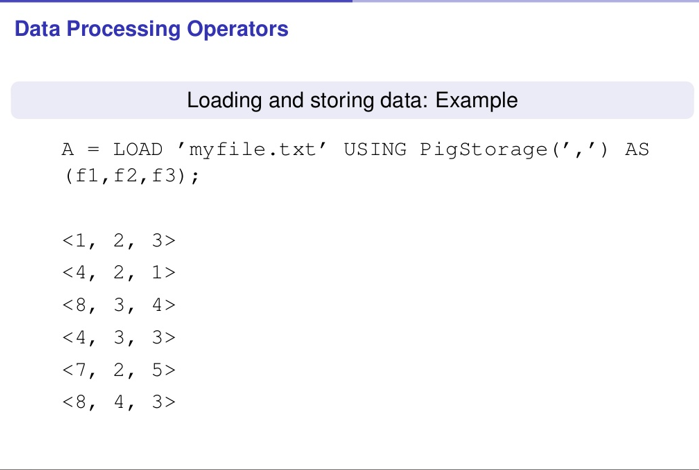 Data Processing Operators
Loading and storing data: Example
A = LOAD ’myfile.txt’ USING PigStorage(’,’) AS
(f1,f2,f3);
<1, 2, 3>
<4, 2, 1>
<8, 3, 4>
<4, 3, 3>
<7, 2, 5>
<8, 4, 3>